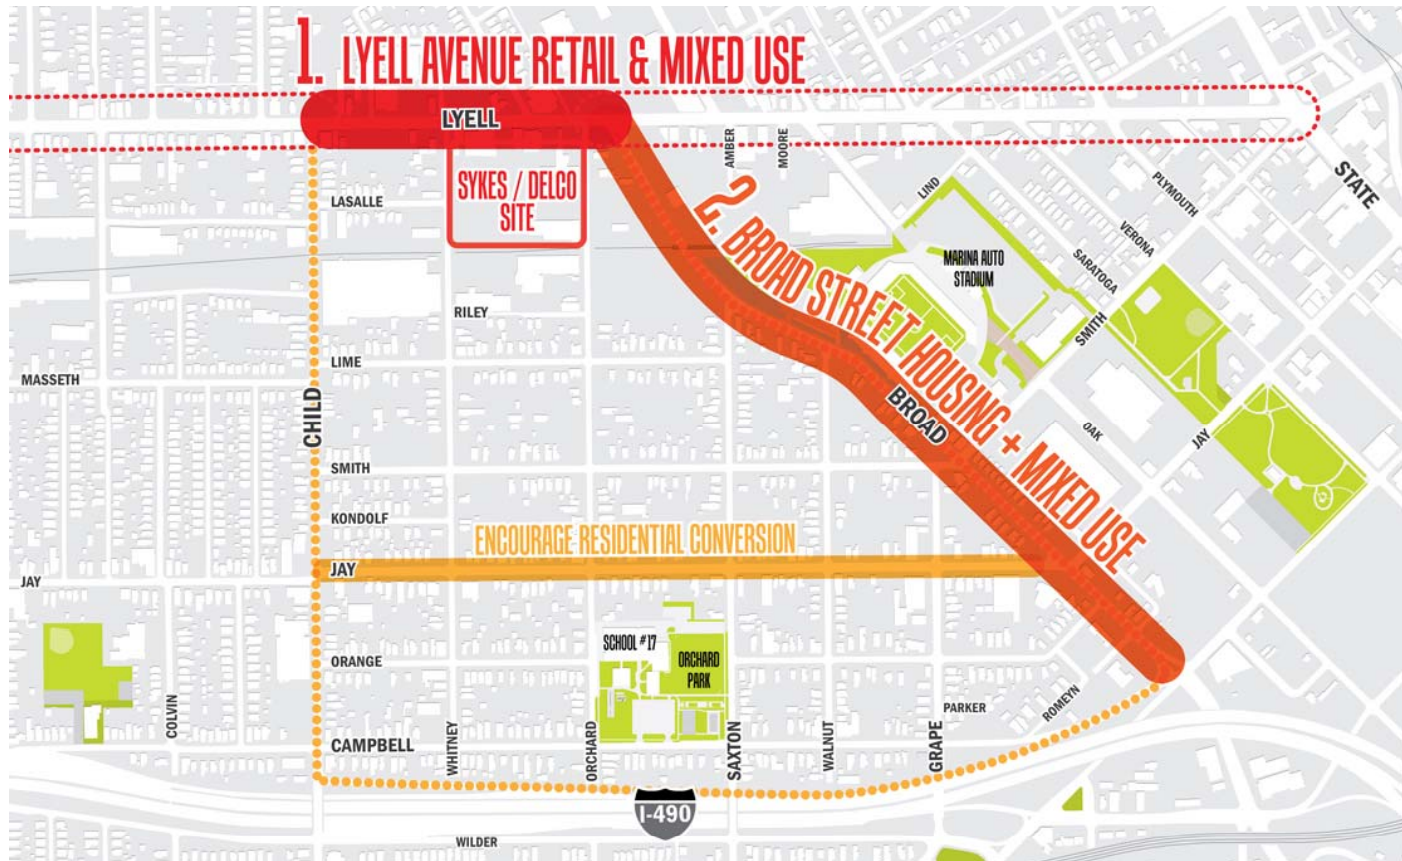 1. LYELL AVENUE RETAIL & MIXED USE
LYELL
AMBER
MOORE
STATE
SYKES / DELCO
SITE
LASALLE
LIND
PLYMOUTH
VERONA
SARATOGA
MARINA AUTO
STADIUM
SMITH
2. BROAD STREET HOUSING + MIXED USE
BROAD
RILEY
LIME
MASSETH
CHILD
OAK
JAY
SMITH
KONDOLF
ENCOURAGE RESIDENTIAL CONVERSION
JAY
JAY
SCHOOL #17
ORCHARD
PARK
ORANGE
COLVIN
CAMPBELL
WHITNEY
ORCHARD
SAXTON
WALNUT
GRAPE
PARKER
ROMEYN
I-490
WILDER